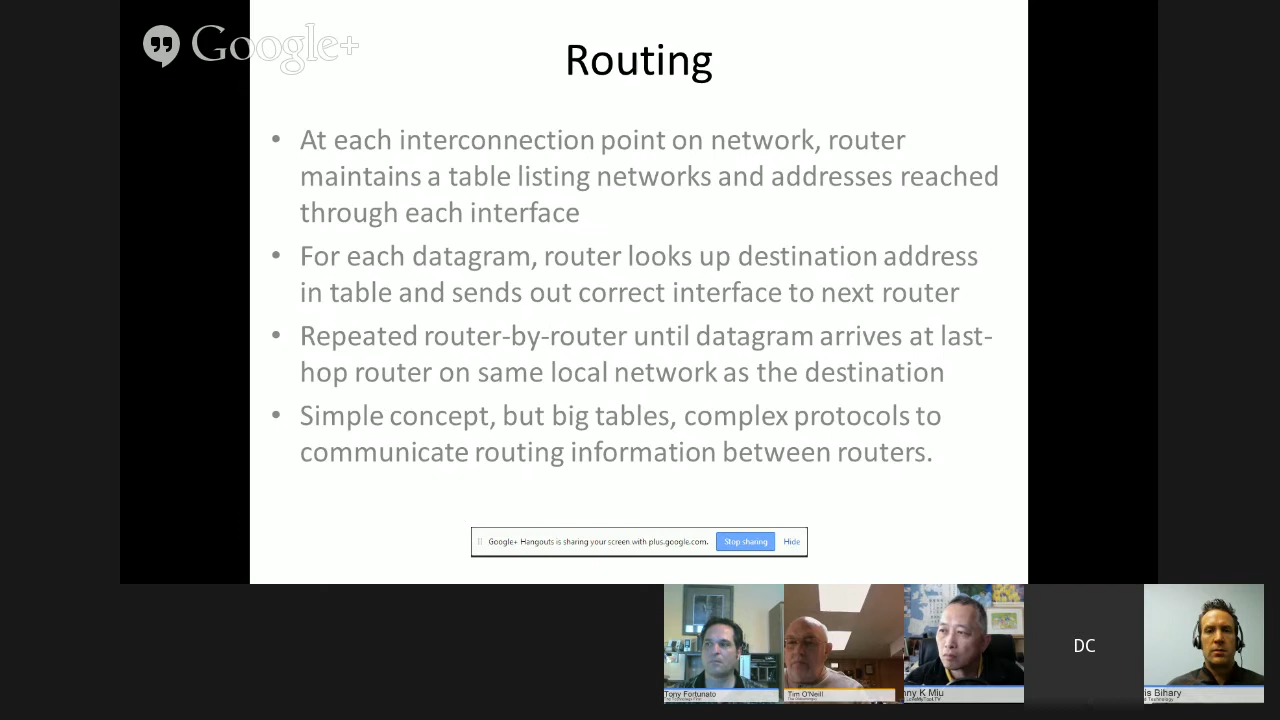 Google+
Routing
• At each interconnection point on network, router
maintains a table listing networks and addresses reached
through each interface
• For each datagram, router looks up destination address
in table and sends out correct interface to next router
• Repeated router-by-router until datagram arrives at last-
hop router on same local network as the destination
• Simple concept, but big tables, complex protocols to
communicate routing information between routers.
Google+ Hangouts is sharing your screen with plus.google.com. Stop sharing Hide
DC
Tony Fortunato
Tim O'Neill
nny K Miu
is Bihary